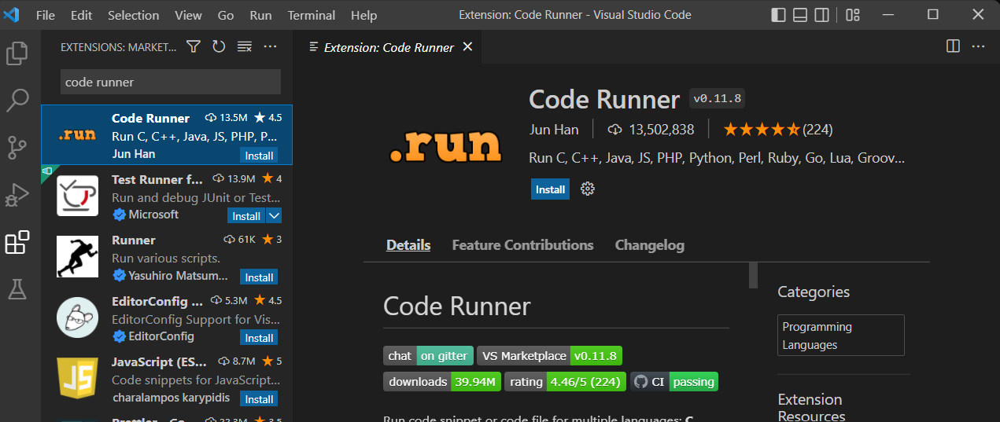 File Edit Selection View Go Run Terminal Help Extension: Code Runner - Visual Studio Code
EXTENSIONS: MARKET...
code runner
Code Runner 13.5M 4.5
Run C, C++, Java, JS, PHP, P...
Jun Han Install
Test Runner f... 13.9M 4
Run and debug JUnit or Test...
Microsoft Install
Runner 61K 3
Run various scripts.
Yasuhiro Matsum... Install
EditorConfig ... 5.3M 4.5
EditorConfig Support for Vis...
EditorConfig Install
JS
JavaScript (ES... 8.7M 5
Code snippets for JavaScript...
charalampos karypidis Install
Prettier - Co... 22.3M 3.5
Extension: Code Runner
.run
.run
Code Runner v0.11.8
Jun Han 13,502,838 (224)
Run C, C++, Java, JS, PHP, Python, Perl, Ruby, Go, Lua, Groov...
Install
Details Feature Contributions Changelog
Code Runner
chat on gitter VS Marketplace v0.11.8
downloads 39.94M rating 4.46/5 (224) CI passing
Run code snippet or code file for multiple languages: C
Categories
Programming
Languages
Extension
Resources